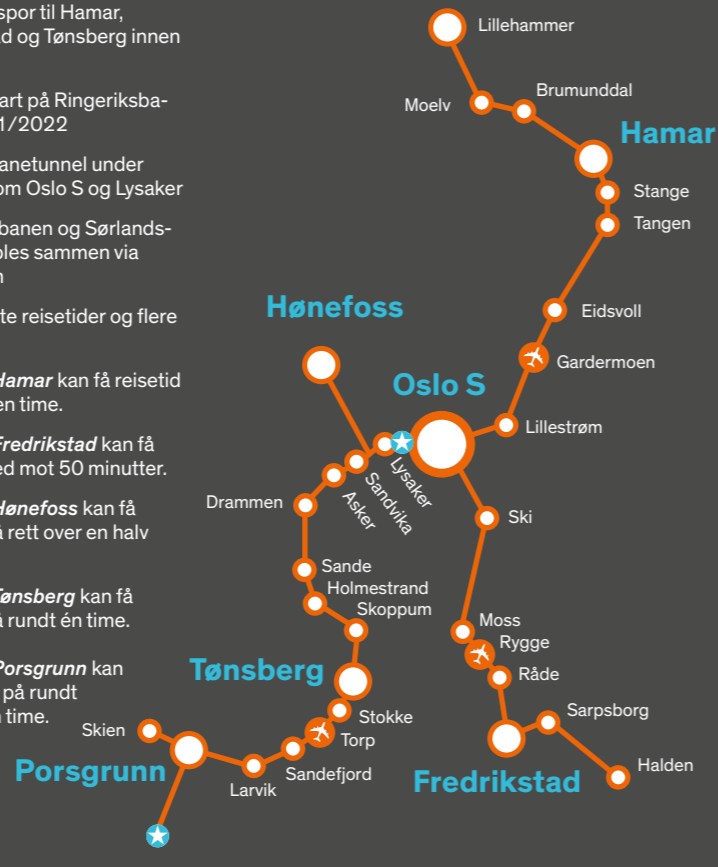 spor til Hamar,
ad og Tønsberg innen
art på Ringeriksba-
1/2022
anetunnel under
om Oslo S og Lysaker
banen og Sørlands-
oles sammen via
n
te reisetider og flere
Hamar kan få reisetid
en time.
Fredrikstad kan få
ed mot 50 minutter.
Hønefoss kan få
å rett over en halv
Tønsberg kan få
å rundt én time.
Porsgrunn kan
på rundt
n time.
Lillehammer
Moelv
Brumunddal
Hamar
Stange
Tangen
Eidsvoll
Gardermoen
Lillestrøm
Hønefoss
Oslo S
Lysaker
Sandvika
Asker
Drammen
Sande
Holmestrand
Skoppum
Tønsberg
Stokke
Torp
Sandefjord
Larvik
Skien
Porsgrunn
Ski
Moss
Rygge
Råde
Sarpsborg
Fredrikstad
Halden